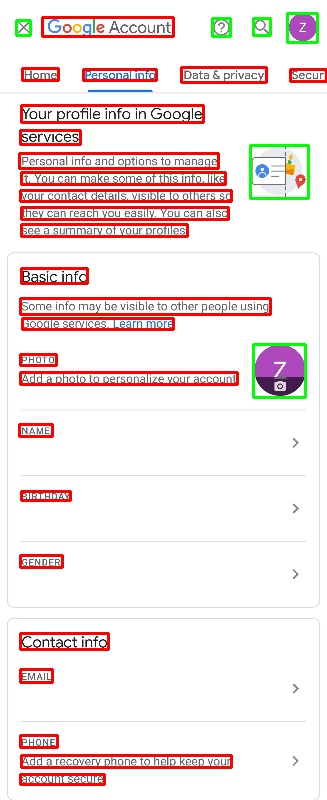 Google Account
Z
Home Personal info Data & privacy Secur
Your profile info in Google
services
Personal info and options to manage
it. You can make some of this info, like
your contact details, visible to others so
they can reach you easily. You can also
see a summary of your profiles.
Basic info
Some info may be visible to other people using
Google services. Learn more
PHOTO
Add a photo to personalize your account
Z
NAME
BIRTHDAY
GENDER
Contact info
EMAIL
PHONE
Add a recovery phone to help keep your
account secure